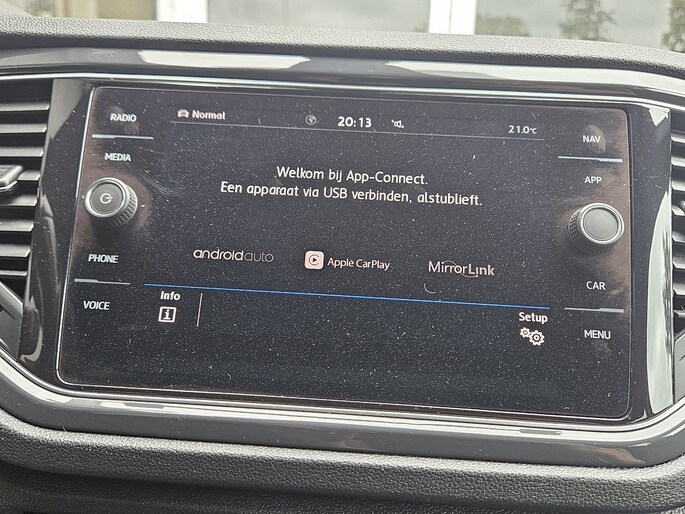 RADIO
MEDIA
PHONE
VOICE
Normal
20:13
21.0°C
Welkom bij App-Connect.
Een apparaat via USB verbinden, alstublieft.
androidauto
Apple CarPlay
MirrorLink
Info
i
Setup
NAV
APP
CAR
MENU